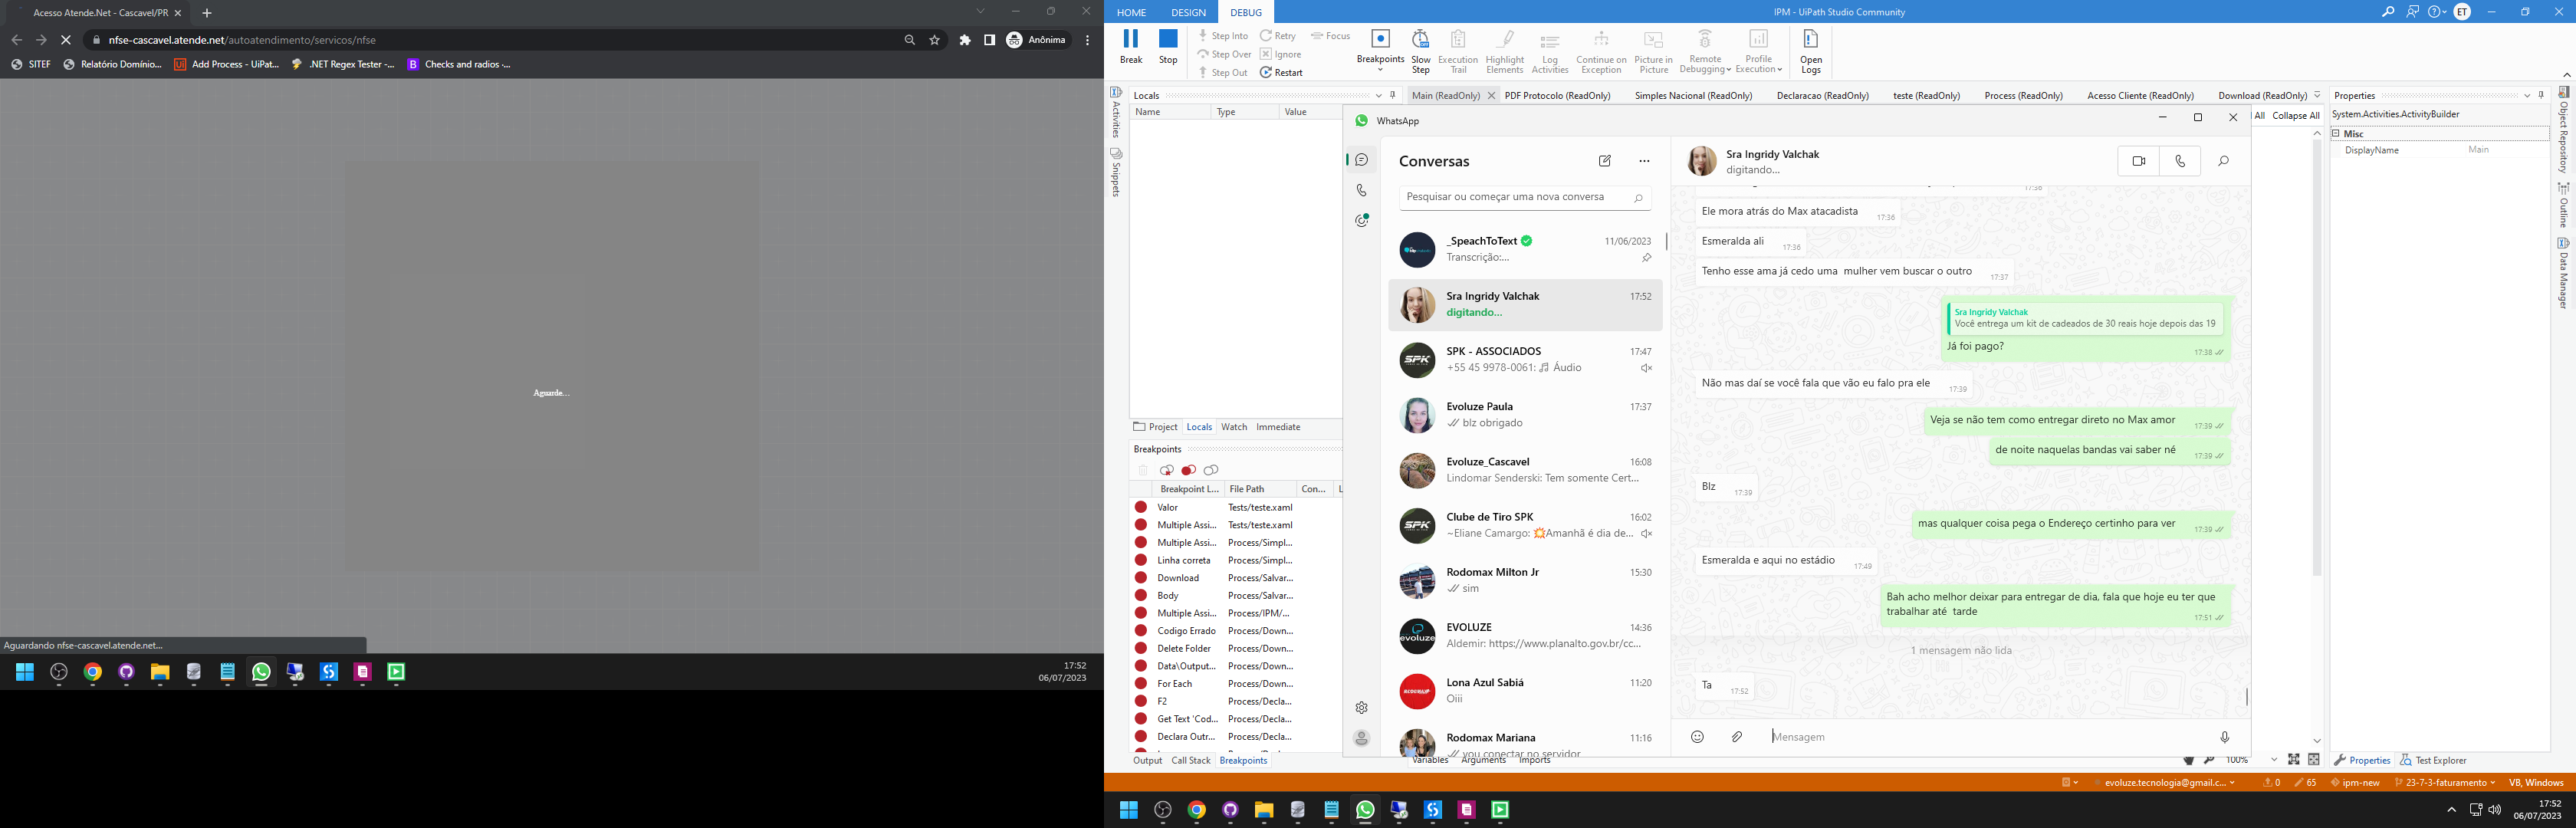 Acesso Atende.Net - Cascavel/PR
nfse-cascavel.atende.net/autoatendimento/servicos/nfse
Anônima
SITEF
Relatório Domínio...
Add Process - UiPat...
.NET Regex Tester -...
Checks and radios ·...
Aguarde...
Aguardando nfse-cascavel.atende.net...
17:52
06/07/2023
HOME DESIGN DEBUG
IPM - UiPath Studio Community
ET
Break
Stop
Step Into
Step Over
Step Out
Retry
Ignore
Restart
Focus
Breakpoints
Slow Step
Execution Trail
Highlight Elements
Log Activities
Continue on Exception
Picture in Picture
Remote Debugging
Profile Execution
Open Logs
Activities
Snippets
Locals
Name Type Value
Project Locals Watch Immediate
Breakpoints
Breakpoint L... File Path Con... L
Valor Tests/teste.xaml
Multiple Assi... Tests/teste.xaml
Multiple Assi... Process/Simpl...
Linha correta Process/Simpl...
Download Process/Salvar...
Body Process/Salvar...
Multiple Assi... Process/IPM/...
Codigo Errado Process/Down...
Delete Folder Process/Down...
Data\Output... Process/Down...
For Each Process/Down...
F2 Process/Decla...
Get Text 'Cod... Process/Decla...
Declara Outr... Process/Decla...
Output Call Stack Breakpoints
Main (ReadOnly) PDF Protocolo (ReadOnly) Simples Nacional (ReadOnly) Declaracao (ReadOnly) teste (ReadOnly) Process (ReadOnly) Acesso Cliente (ReadOnly) Download (ReadOnly)
All Collapse All
WhatsApp
Conversas
Pesquisar ou começar uma nova conversa
_SpeachToText 11/06/2023
Transcrição:...
Sra Ingridy Valchak 17:52
digitando...
SPK - ASSOCIADOS 17:47
+55 45 9978-0061: Áudio
Evoluze Paula 17:37
blz obrigado
Evoluze_Cascavel 16:08
Lindomar Senderski: Tem somente Cert...
Clube de Tiro SPK 16:02
~Eliane Camargo: 💥Amanhã é dia de...
Rodomax Milton Jr 15:30
sim
EVOLUZE 14:36
Aldemir: https://www.planalto.gov.br/cc...
Lona Azul Sabiá 11:20
Oiii
Rodomax Mariana 11:16
vou conectar no servidor
Sra Ingridy Valchak
digitando...
17:36
Ele mora atrás do Max atacadista 17:36
Esmeralda ali 17:36
Tenho esse ama já cedo uma mulher vem buscar o outro 17:37
Sra Ingridy Valchak
Você entrega um kit de cadeados de 30 reais hoje depois das 19
Já foi pago? 17:38
Não mas daí se você fala que vão eu falo pra ele 17:39
Veja se não tem como entregar direto no Max amor 17:39
de noite naquelas bandas vai saber né 17:39
Blz 17:39
mas qualquer coisa pega o Endereço certinho para ver 17:39
Esmeralda e aqui no estádio 17:49
Bah acho melhor deixar para entregar de dia, fala que hoje eu ter que
trabalhar até tarde 17:51
1 mensagem não lida
Ta 17:52
Mensagem
Variables Arguments Imports
100%
Properties
System.Activities.ActivityBuilder
Misc
DisplayName Main
Properties Test Explorer
Object Repository
Outline
Data Manager
evoluze.tecnologia@gmail.c... 0 65 ipm-new 23-7-3-faturamento VB, Windows
17:52
06/07/2023